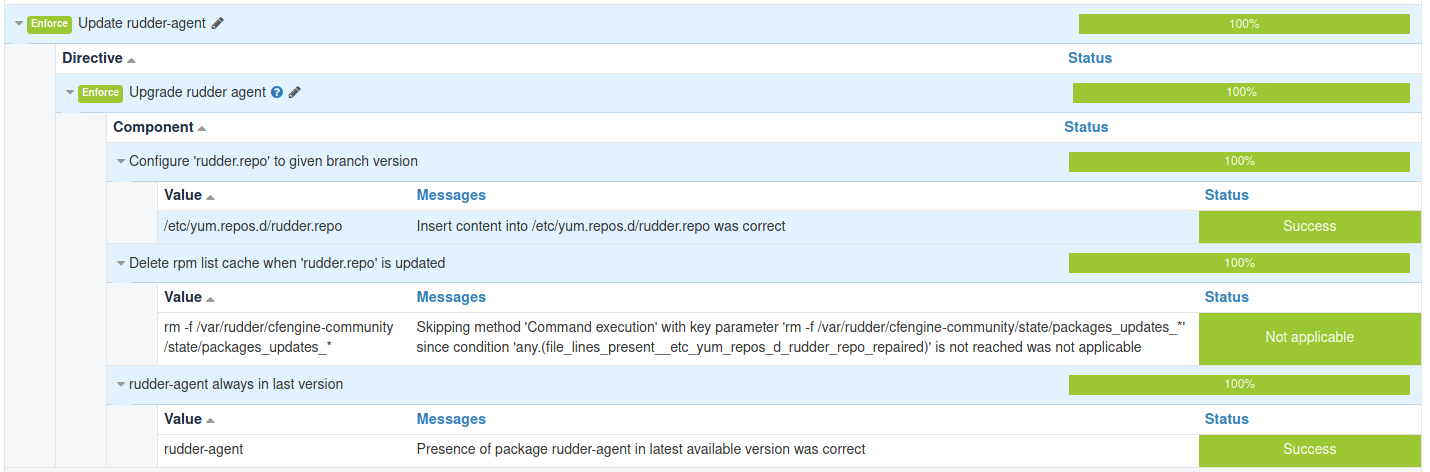 Enforce Update rudder-agent 100%
Directive Status
Enforce Upgrade rudder agent ? 100%
Component Status
Configure 'rudder.repo' to given branch version 100%
Value Messages Status
/etc/yum.repos.d/rudder.repo Insert content into /etc/yum.repos.d/rudder.repo was correct Success
Delete rpm list cache when 'rudder.repo' is updated 100%
Value Messages Status
rm -f /var/rudder/cfengine-community Skipping method 'Command execution' with key parameter 'rm -f /var/rudder/cfengine-community/state/packages_updates_*' Not applicable
/state/packages_updates_* since condition 'any.(file_lines_present__etc_yum_repos_d_rudder_repo_repaired)' is not reached was not applicable
rudder-agent always in last version 100%
Value Messages Status
rudder-agent Presence of package rudder-agent in latest available version was correct Success